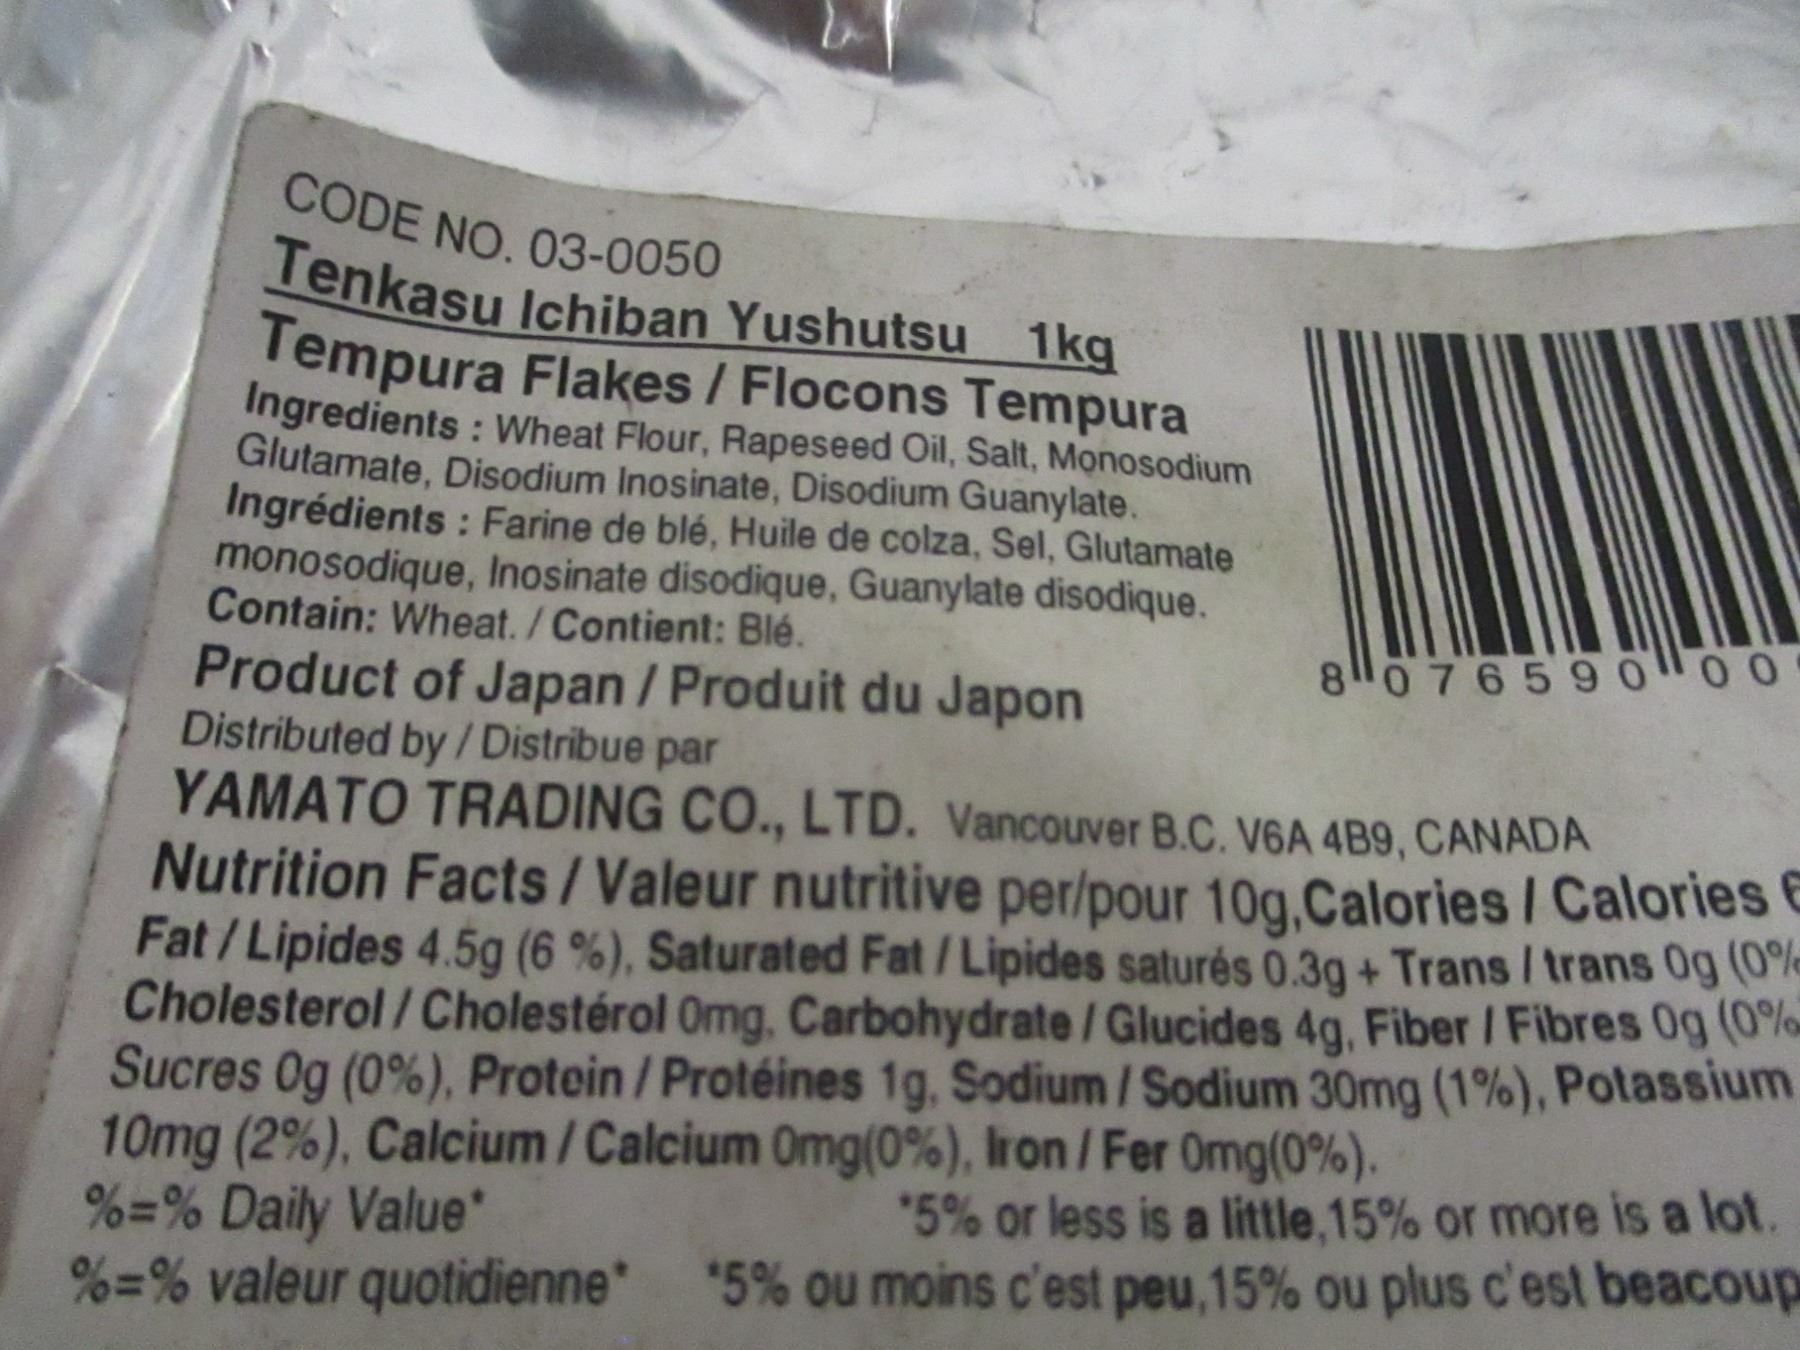 CODE NO. 03-0050
Tenkasu Ichiban Yushutsu 1kg
Tempura Flakes / Flocons Tempura
Ingredients : Wheat Flour, Rapeseed Oil, Salt, Monosodium
Glutamate, Disodium Inosinate, Disodium Guanylate.
Ingrédients : Farine de blé, Huile de colza, Sel, Glutamate
monosodique, Inosinate disodique, Guanylate disodique.
Contain: Wheat. / Contient: Blé.
Product of Japan / Produit du Japon
8 076590 00
Distributed by / Distribue par
YAMATO TRADING CO., LTD. Vancouver B.C. V6A 4B9, CANADA
Nutrition Facts / Valeur nutritive per/pour 10g,Calories / Calories
Fat / Lipides 4.5g (6 %), Saturated Fat / Lipides saturés 0.3g + Trans / trans 0g (0%
Cholesterol / Cholestérol 0mg, Carbohydrate / Glucides 4g, Fiber / Fibres 0g (0%
Sucres 0g (0%), Protein / Protéines 1g, Sodium / Sodium 30mg (1%), Potassium
10mg (2%), Calcium / Calcium 0mg(0%), Iron / Fer 0mg(0%).
%=% Daily Value* *5% or less is a little,15% or more is a lot.
%=% valeur quotidienne* *5% ou moins c'est peu,15% ou plus c'est beacoup